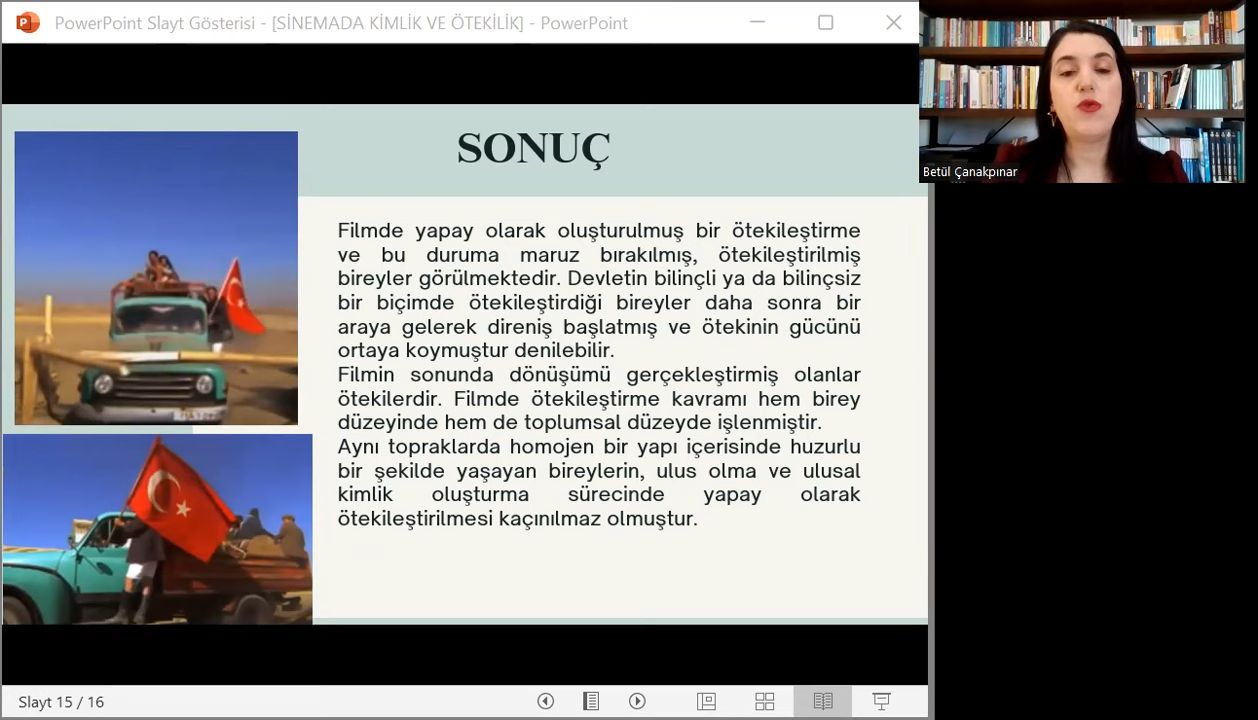 PowerPoint Slayt Gösterisi - [SİNEMADA KİMLİK VE ÖTEKİLİK] - PowerPoint
Betül Çanakpınar
SONUÇ
Filmde yapay olarak oluşturulmuş bir ötekileştirme
ve bu duruma maruz bırakılmış, ötekileştirilmiş
bireyler görülmektedir. Devletin bilinçli ya da bilinçsiz
bir biçimde ötekileştirdiği bireyler daha sonra bir
araya gelerek direniş başlatmış ve ötekinin gücünü
ortaya koymuştur denilebilir.
Filmin sonunda dönüşümü gerçekleştirmiş olanlar
ötekilerdir. Filmde ötekileştirme kavramı hem birey
düzeyinde hem de toplumsal düzeyde işlenmiştir.
Aynı topraklarda homojen bir yapı içerisinde huzurlu
bir şekilde yaşayan bireylerin, ulus olma ve ulusal
kimlik oluşturma sürecinde yapay olarak
ötekileştirilmesi kaçınılmaz olmuştur.
Slayt 15 / 16